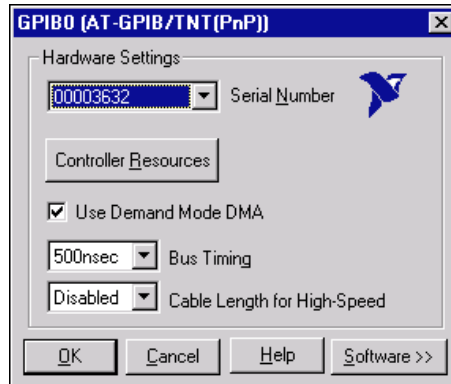 GPIB0 (AT-GPIB/TNT(PnP))
Hardware Settings
00003632 Serial Number
Controller Resources
Use Demand Mode DMA
500nsec Bus Timing
Disabled Cable Length for High-Speed
OK Cancel Help Software >>